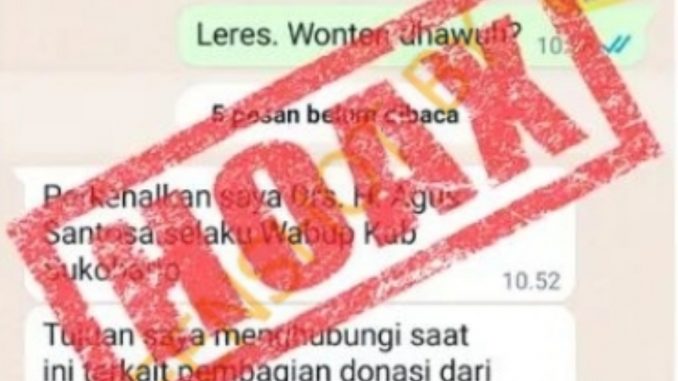 Leres. Wonten dhawuh?
10.
5 pesan belum dibaca
Perkenalkan saya Drs. H. Agus
Santosa selaku Wabup Kab
Sukoharjo
10.52
HOAX
Tujuan saya menghubungi saat
ini terkait pembagian donasi dari